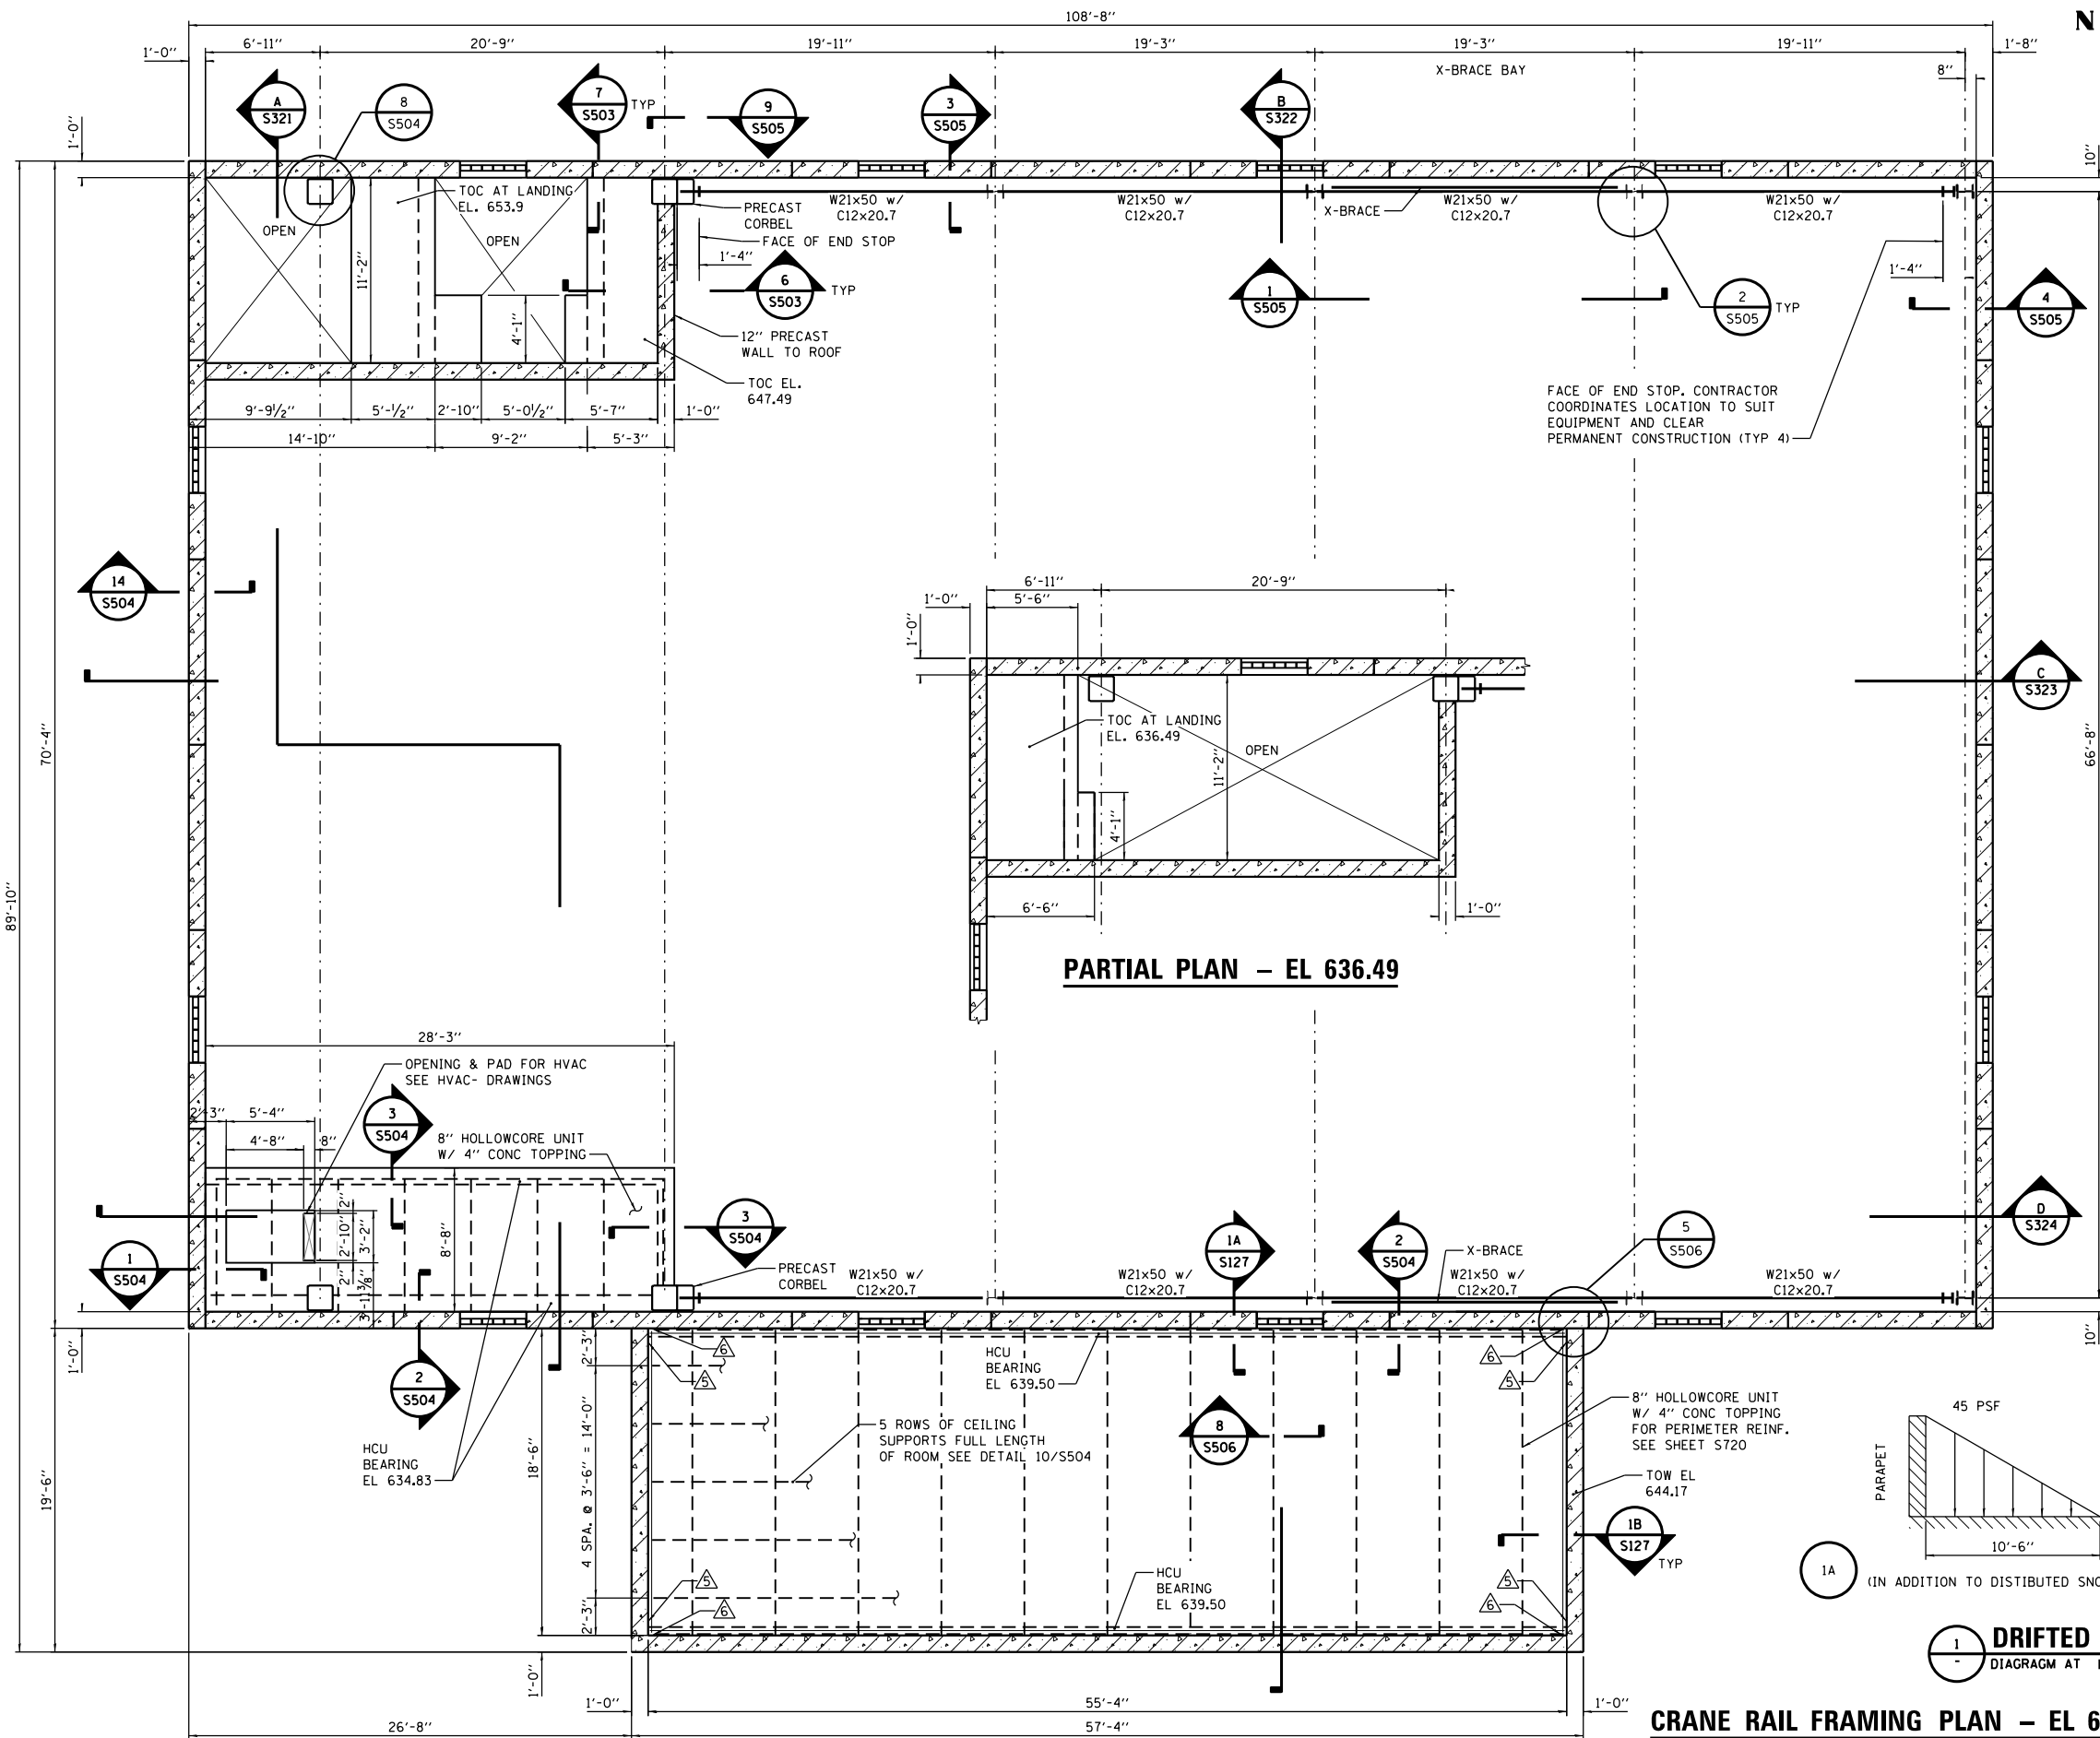 108'-8"
N
1'-0"
6'-11"
20'-9"
19'-11"
19'-3"
19'-3"
19'-11"
1'-8"
X-BRACE BAY
8"
A
S321
8
S504
7
S503
TYP
9
S505
3
S505
B
S322
1'-0"
10"
TOC AT LANDING
EL. 653.9
OPEN
OPEN
11'-2"
4'-1"
PRECAST
CORBEL
FACE OF END STOP
1'-4"
6
S503
TYP
W21x50 w/
C12x20.7
W21x50 w/
C12x20.7
X-BRACE
W21x50 w/
C12x20.7
W21x50 w/
C12x20.7
1
S505
2
S505
TYP
1'-4"
4
S505
12" PRECAST
WALL TO ROOF
TOC EL.
647.49
FACE OF END STOP. CONTRACTOR
COORDINATES LOCATION TO SUIT
EQUIPMENT AND CLEAR
PERMANENT CONSTRUCTION (TYP 4)
9'-9½"
5'-½"
2'-10"
5'-0½"
5'-7"
1'-0"
14'-10"
9'-2"
5'-3"
14
S504
70'-4"
89'-10"
66'-8"
C
S323
6'-11"
20'-9"
1'-0"
5'-6"
1'-0"
TOC AT LANDING
EL. 636.49
OPEN
11'-2"
4'-1"
6'-6"
1'-0"
PARTIAL PLAN – EL 636.49
28'-3"
OPENING & PAD FOR HVAC
SEE HVAC- DRAWINGS
2'-3"
5'-4"
4'-8"
8"
3
S504
8" HOLLOWCORE UNIT
W/ 4" CONC TOPPING
2"
2'-10"
2"
3'-2"
8'-8"
1
S504
3
S504
PRECAST
CORBEL
W21x50 w/
C12x20.7
W21x50 w/
C12x20.7
1A
S127
2
S504
X-BRACE
W21x50 w/
C12x20.7
5
S506
W21x50 w/
C12x20.7
D
S324
1'-0"
10"
2
S504
HCU
BEARING
EL 634.83
19'-6"
18'-6"
2'-3"
4 SPA. @ 3'-6" = 14'-0"
2'-3"
6
5
6
5
HCU
BEARING
EL 639.50
5 ROWS OF CEILING
SUPPORTS FULL LENGTH
OF ROOM SEE DETAIL 10/S504
8
S506
8" HOLLOWCORE UNIT
W/ 4" CONC TOPPING
FOR PERIMETER REINF.
SEE SHEET S720
TOW EL
644.17
45 PSF
PARAPET
10'-6"
1B
S127
TYP
5
6
5
6
HCU
BEARING
EL 639.50
1A
(IN ADDITION TO DISTIBUTED
1
-
DRIFTED
DIAGRAGM AT
1'-0"
1'-0"
55'-4"
1'-0"
26'-8"
57'-4"
CRANE RAIL FRAMING PLAN – EL